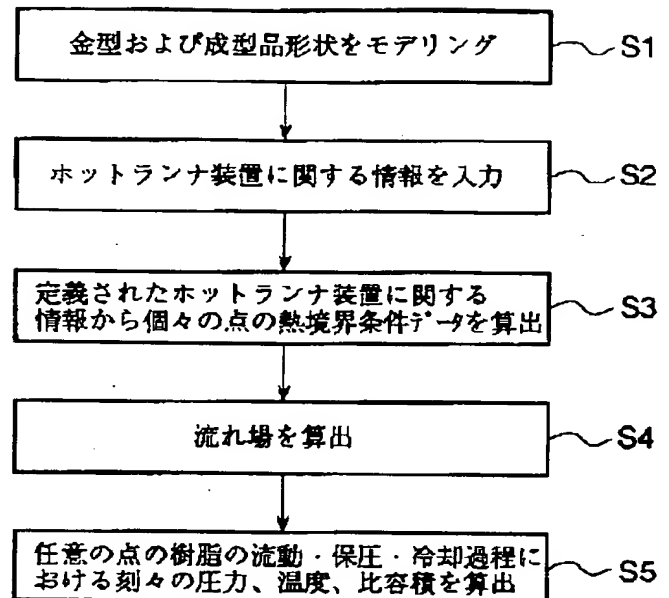 金型および成型品形状をモデリング
S1
ホットランナ装置に関する情報を入力
S2
定義されたホットランナ装置に関する
情報から個々の点の熱境界条件データを算出
S3
流れ場を算出
S4
任意の点の樹脂の流動・保圧・冷却過程に
おける刻々の圧力、温度、比容積を算出
S5